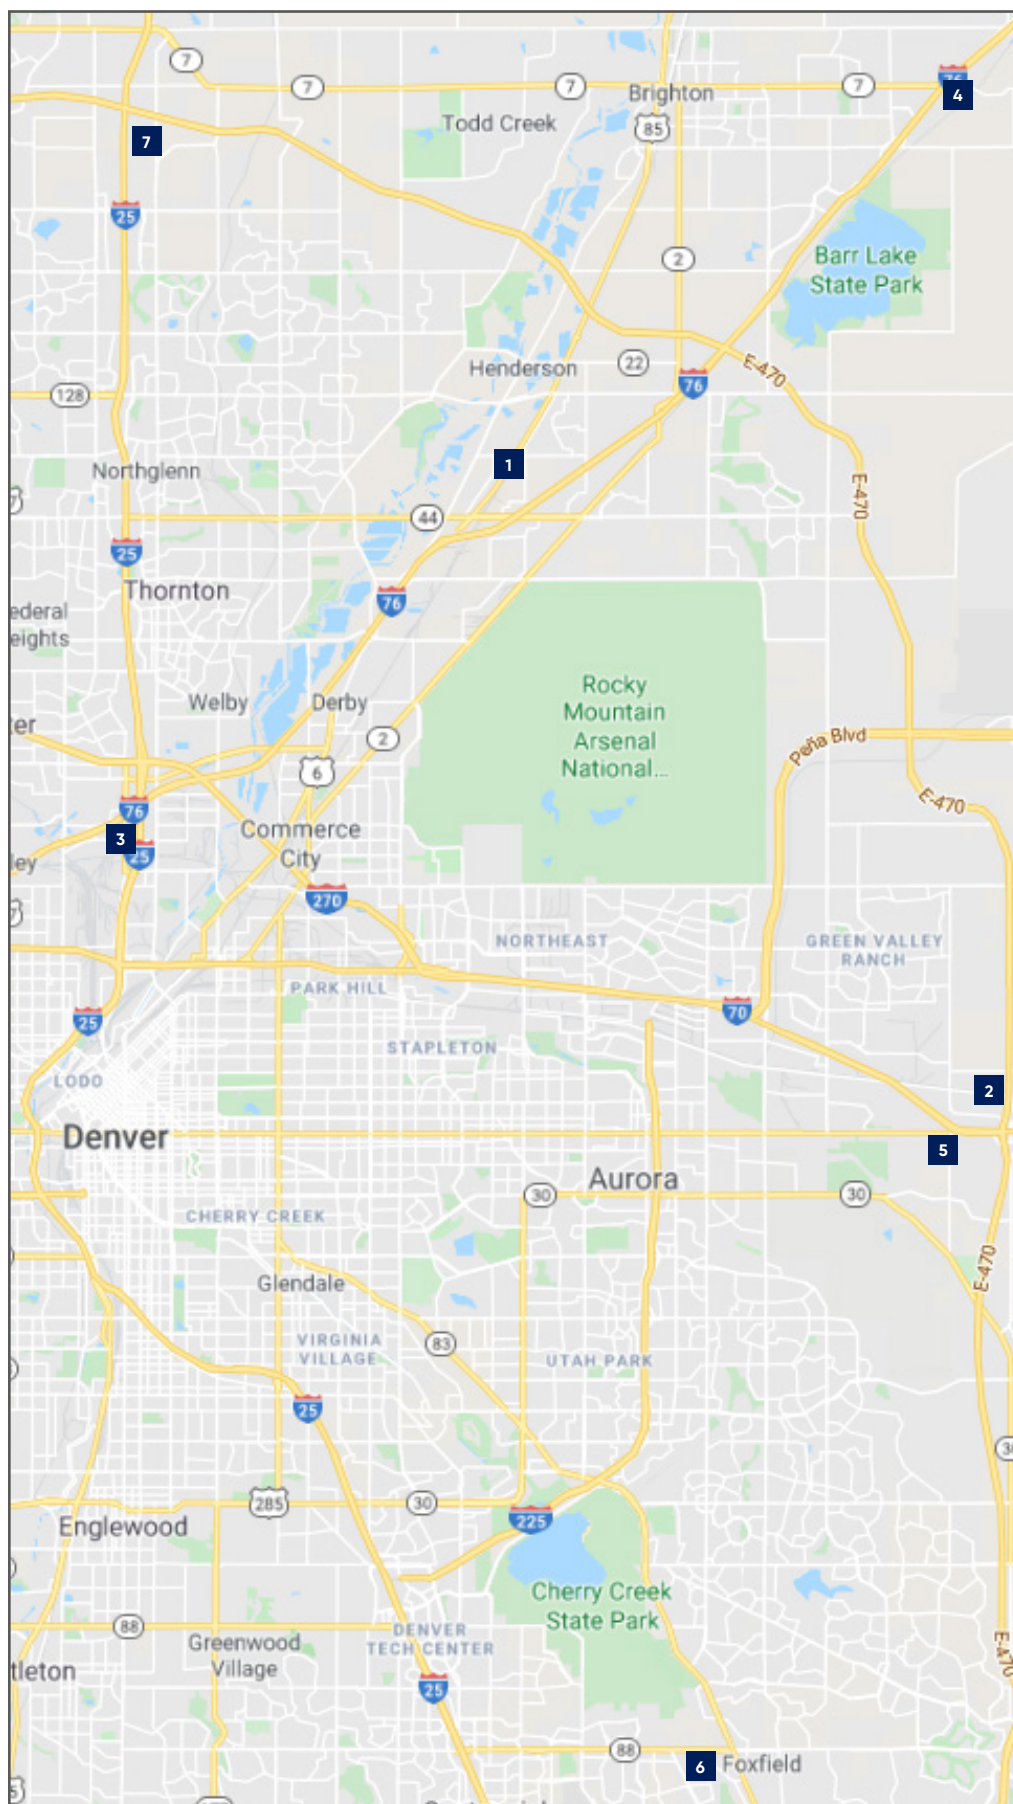 7
7
7
7
76
4
Brighton
Todd Creek
85
7
25
2
Barr Lake
State Park
Henderson
22
E-470
76
128
1
Northglenn
E-470
44
25
76
Thornton
ederal
eights
Rocky
Mountain
Arsenal
National...
Welby
Derby
ter
2
Peña Blvd
6
E-470
76
Commerce
City
3
25
ley
270
NORTHEAST
GREEN VALLEY
RANCH
PARK HILL
70
25
STAPLETON
LODO
2
Denver
5
Aurora
30
30
CHERRY CREEK
E-470
Glendale
VIRGINIA
VILLAGE
83
UTAH PARK
25
285
30
225
Englewood
Cherry Creek
State Park
88
DENVER
TECH CENTER
Greenwood
Village
E-470
tleton
25
88
6
Foxfield